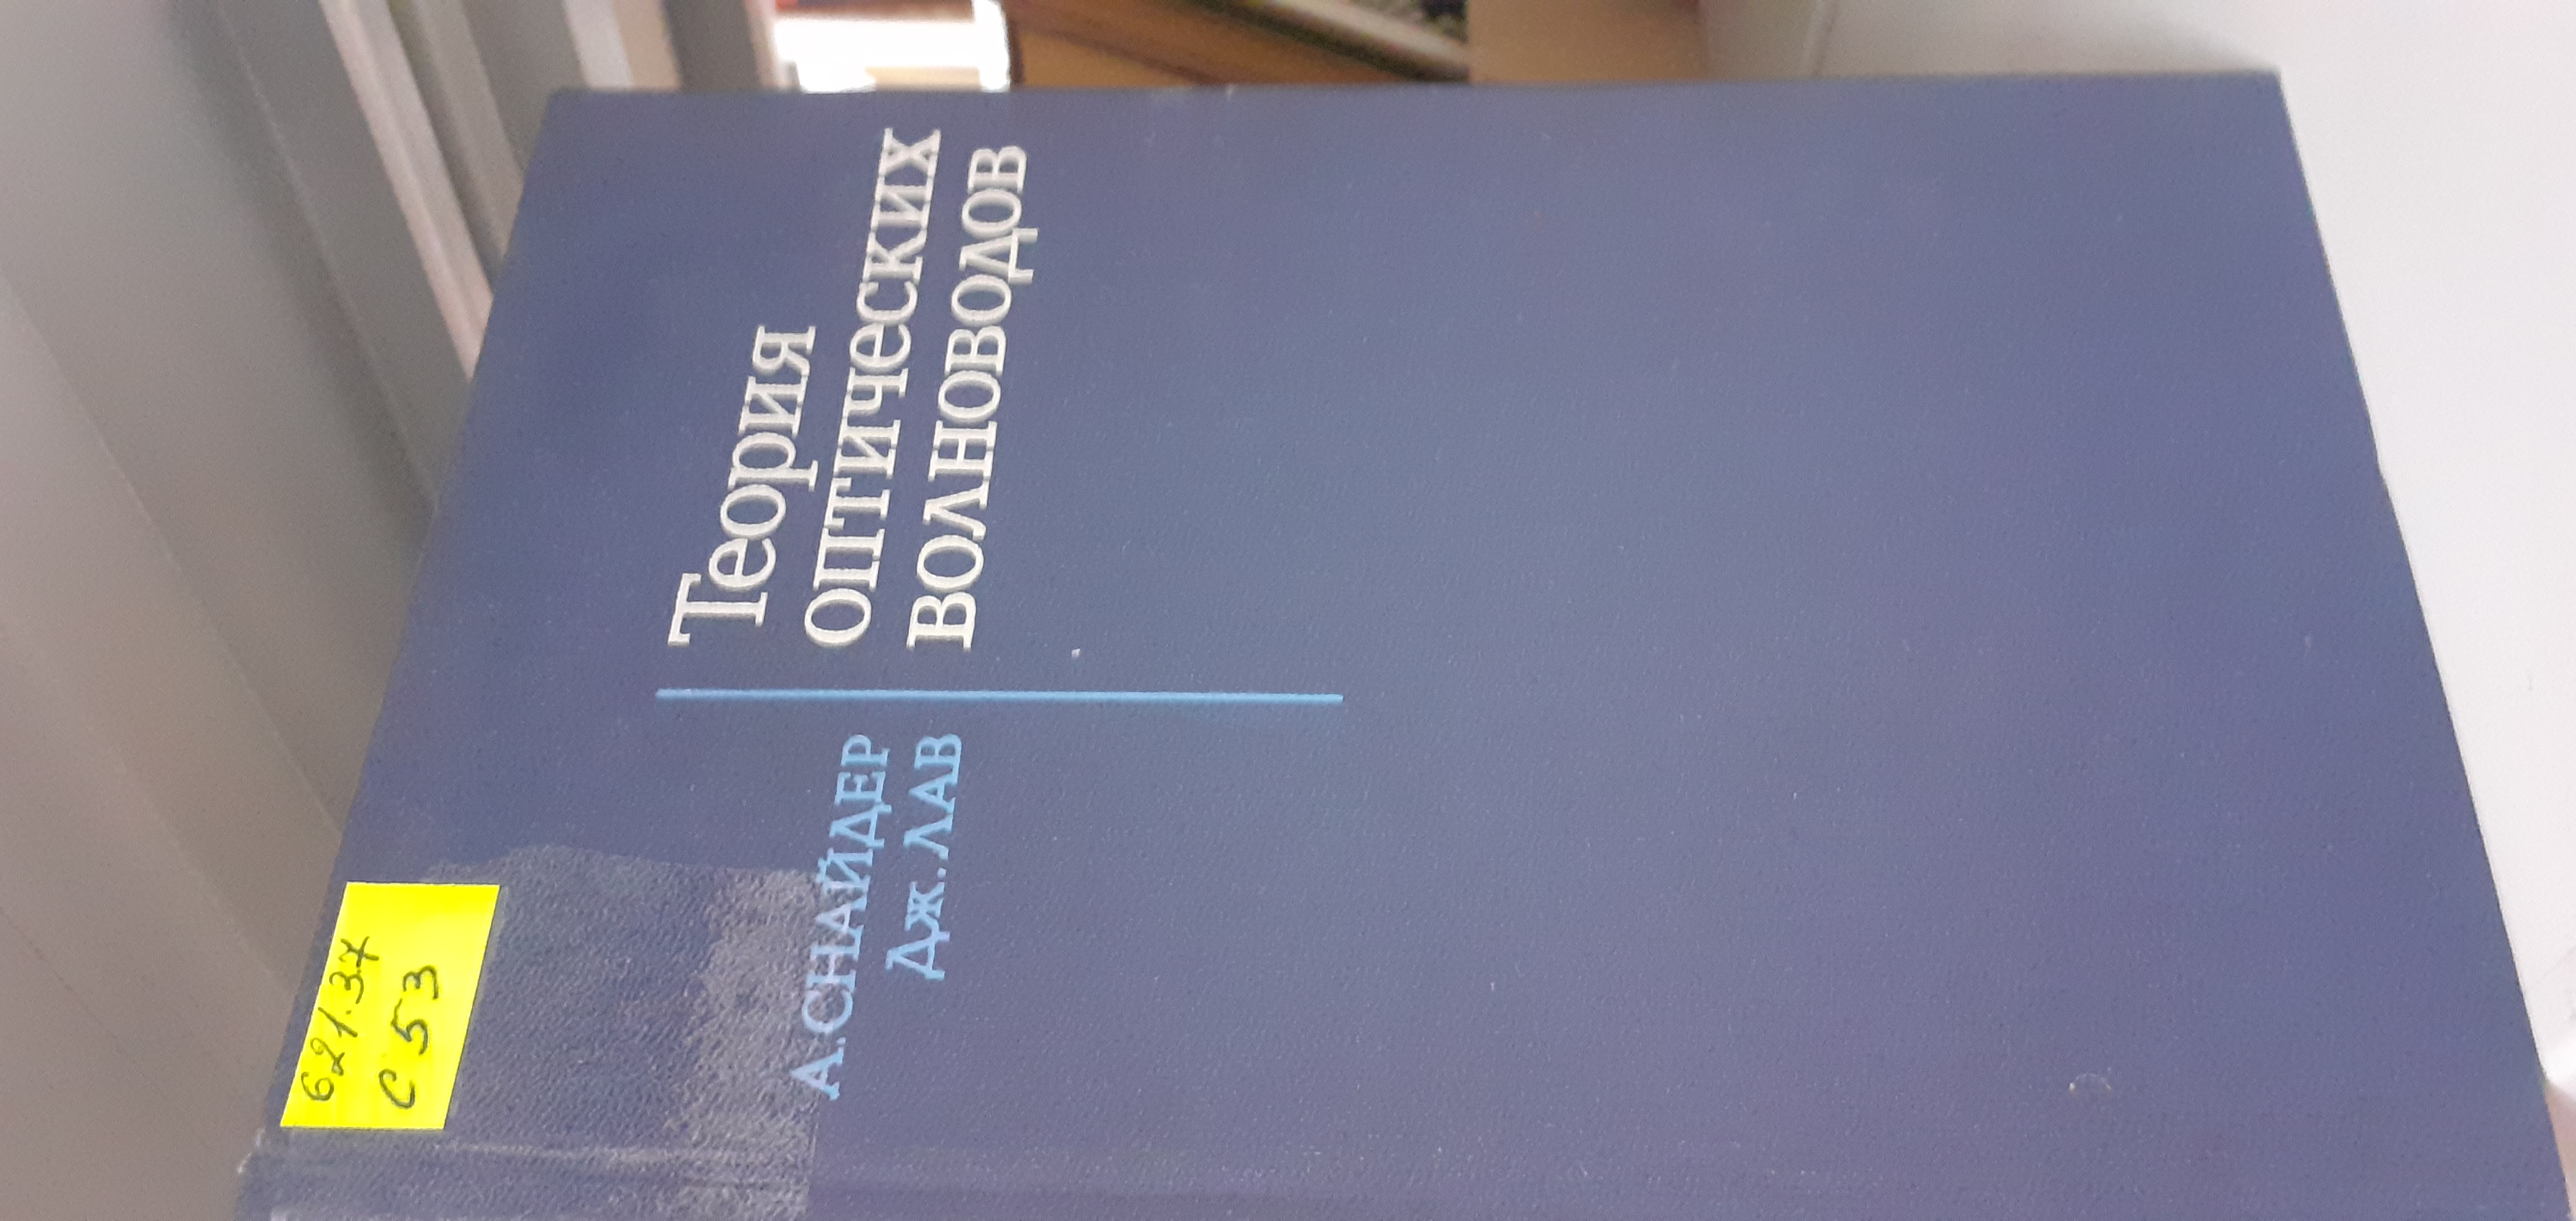 621.37
С 53
А.СНАЙДЕР
Дж.ЛАВ
Теория
оптических
волноводов